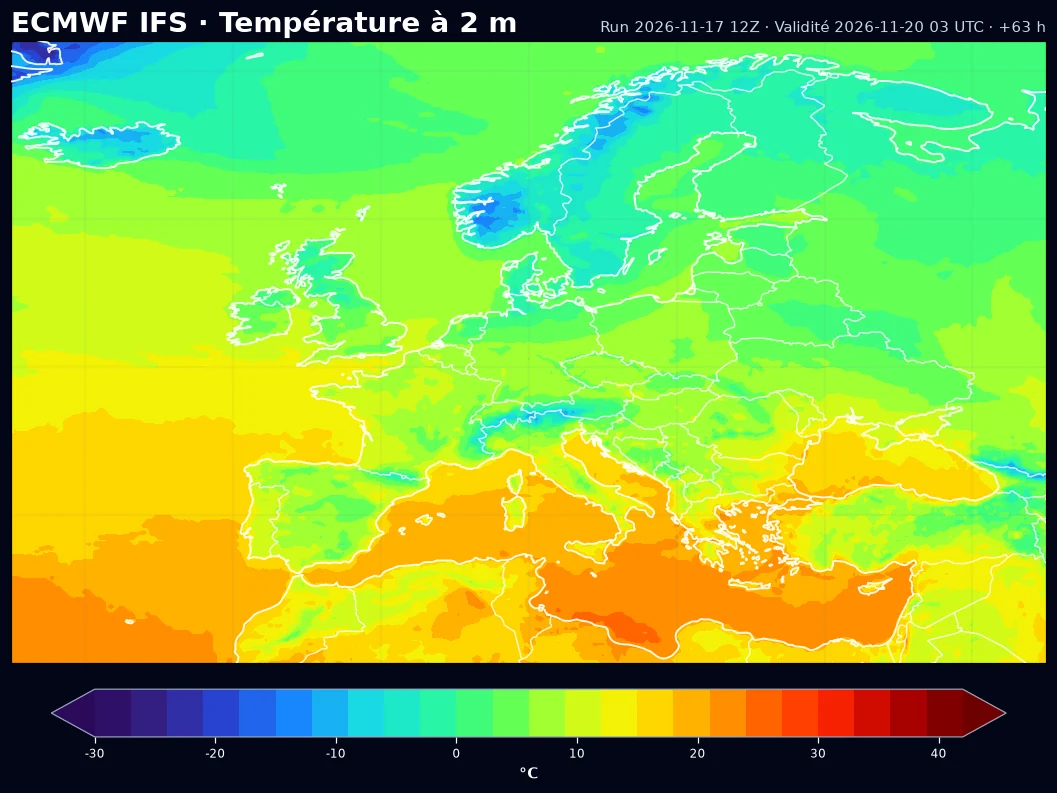 ECMWF IFS · Température à 2 m
Run 2026-11-17 12Z · Validité 2026-11-20 03 UTC · +63 h
-30 -20 -10 0 10 20 30 40
°C